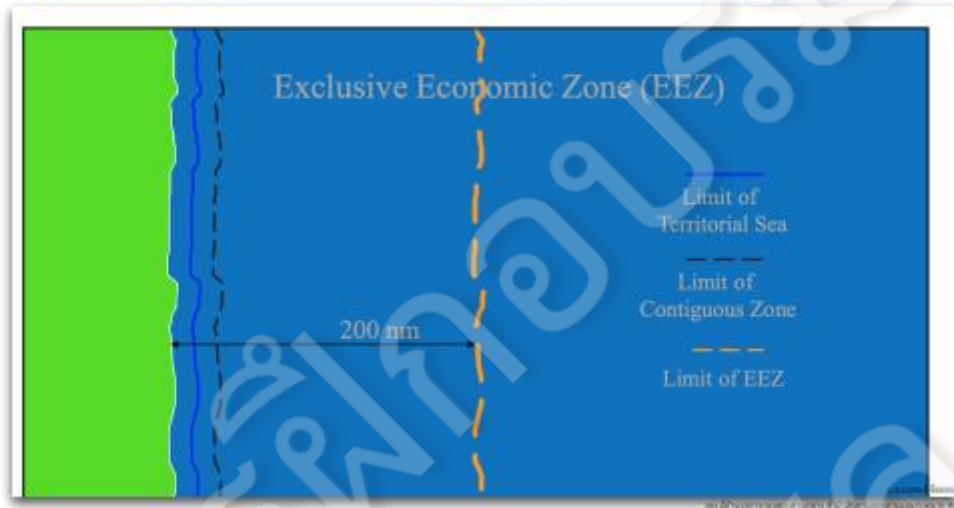 Exclusive Economic Zone (EEZ)
Limit of
Territorial Sea
Limit of
Contiguous Zone
200 nm
Limit of EEZ